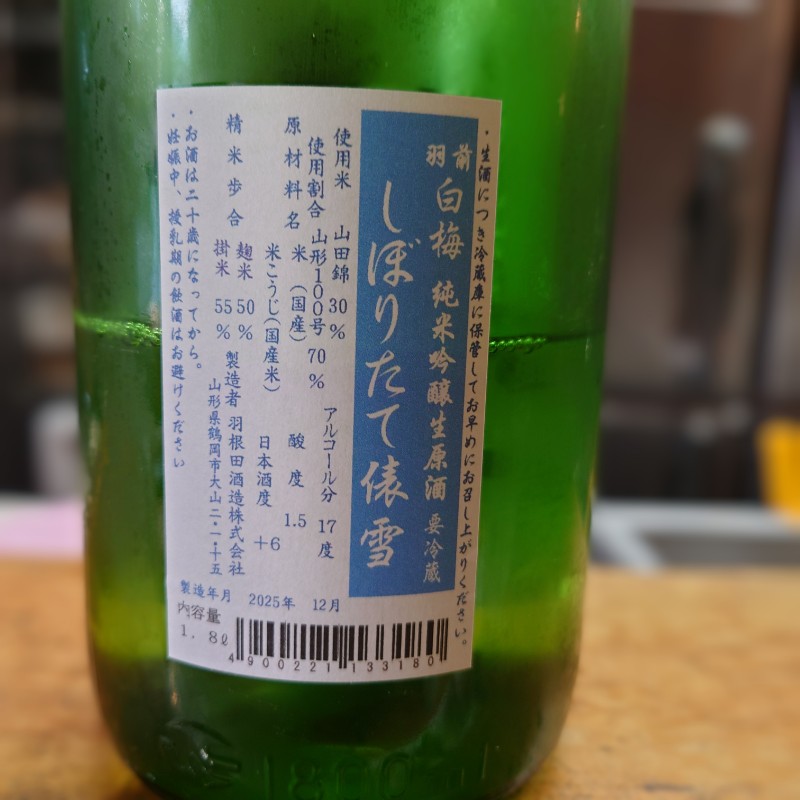 ・生酒につき冷蔵庫に保管してお早めにお召し上がりください。
羽前
白梅 純米吟醸生原酒 要冷蔵
しぼりたて俵雪
使用米 山田錦 30%
使用割合 山形100号 70%
アルコール分 17度
原材料名 米(国産)
米こうじ(国産米)
酸度 1.5
日本酒度 +6
精米歩合 麹米 50%
掛米 55%
製造者 羽根田酒造株式会社
山形県鶴岡市大山二・一・十五
・お酒は二十歳になってから。
・妊娠中、授乳期の飲酒はお避けください
製造年月 2025年 12月
内容量
1.8ℓ
4900221133180
1800ml